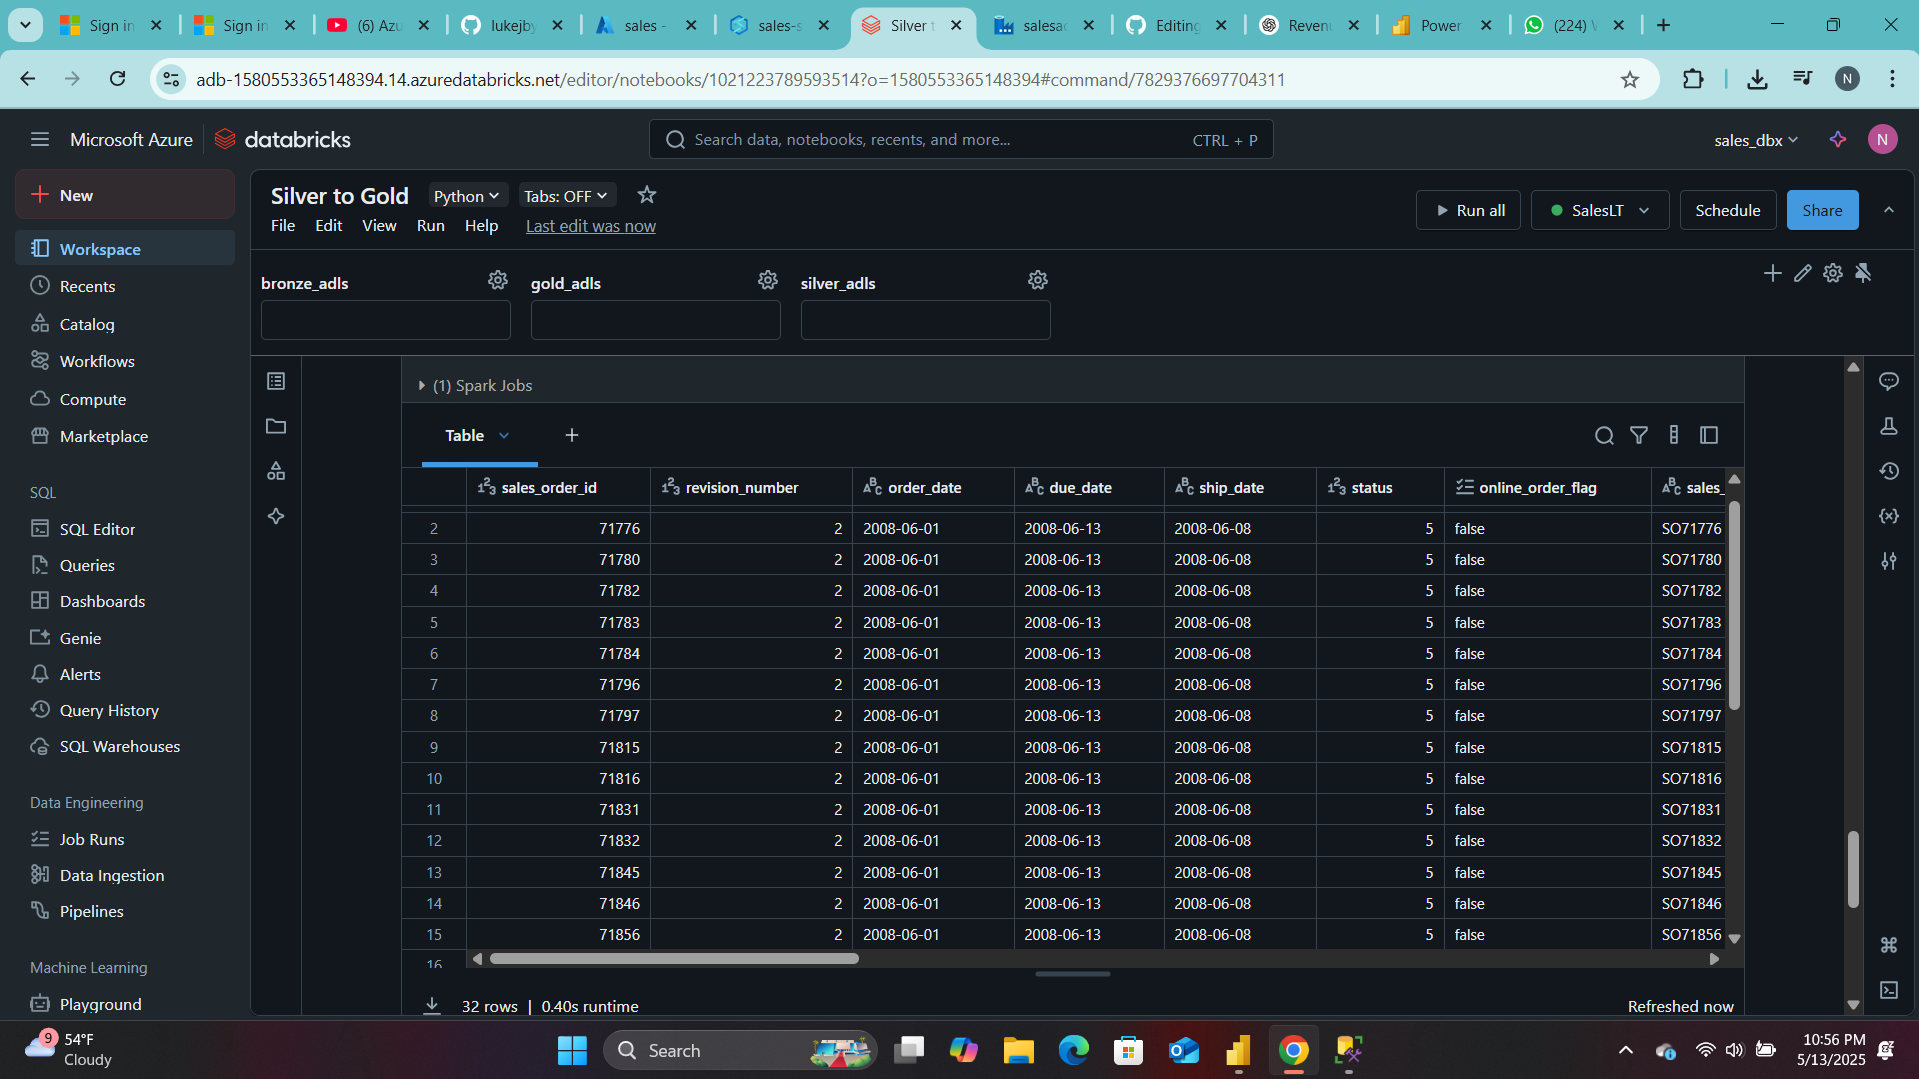 Sign in
Sign in
(6) Azu
lukejby
sales -
sales-s
Silver t
salesac
Editing
Revenu
Power
(224) W
adb-1580553365148394.14.azuredatabricks.net/editor/notebooks/1021223789593514?o=1580553365148394#command/7829376697704311
N
Microsoft Azure databricks
Search data, notebooks, recents, and more... CTRL + P
sales_dbx
N
New
Workspace
Recents
Catalog
Workflows
Compute
Marketplace
SQL
SQL Editor
Queries
Dashboards
Genie
Alerts
Query History
SQL Warehouses
Data Engineering
Job Runs
Data Ingestion
Pipelines
Machine Learning
Playground
Silver to Gold Python Tabs: OFF
File Edit View Run Help Last edit was now
Run all SalesLT Schedule Share
bronze_adls gold_adls silver_adls
(1) Spark Jobs
Table
sales_order_id revision_number order_date due_date ship_date status online_order_flag sales_
2 71776 2 2008-06-01 2008-06-13 2008-06-08 5 false SO71776
3 71780 2 2008-06-01 2008-06-13 2008-06-08 5 false SO71780
4 71782 2 2008-06-01 2008-06-13 2008-06-08 5 false SO71782
5 71783 2 2008-06-01 2008-06-13 2008-06-08 5 false SO71783
6 71784 2 2008-06-01 2008-06-13 2008-06-08 5 false SO71784
7 71796 2 2008-06-01 2008-06-13 2008-06-08 5 false SO71796
8 71797 2 2008-06-01 2008-06-13 2008-06-08 5 false SO71797
9 71815 2 2008-06-01 2008-06-13 2008-06-08 5 false SO71815
10 71816 2 2008-06-01 2008-06-13 2008-06-08 5 false SO71816
11 71831 2 2008-06-01 2008-06-13 2008-06-08 5 false SO71831
12 71832 2 2008-06-01 2008-06-13 2008-06-08 5 false SO71832
13 71845 2 2008-06-01 2008-06-13 2008-06-08 5 false SO71845
14 71846 2 2008-06-01 2008-06-13 2008-06-08 5 false SO71846
15 71856 2 2008-06-01 2008-06-13 2008-06-08 5 false SO71856
16
32 rows | 0.40s runtime
Refreshed now
9
54°F
Cloudy
Search
10:56 PM
5/13/2025